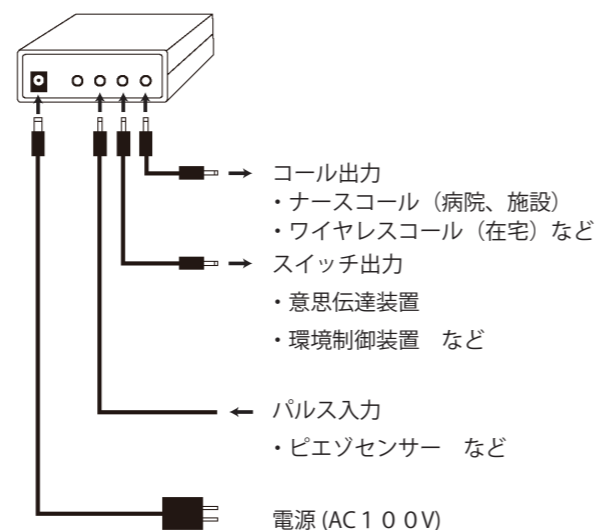 コール出力
・ナースコール（病院、施設）
・ワイヤレスコール（在宅）など
スイッチ出力
・意思伝達装置
・環境制御装置　など
パルス入力
・ピエゾセンサー　など
電源 (AC１００V)